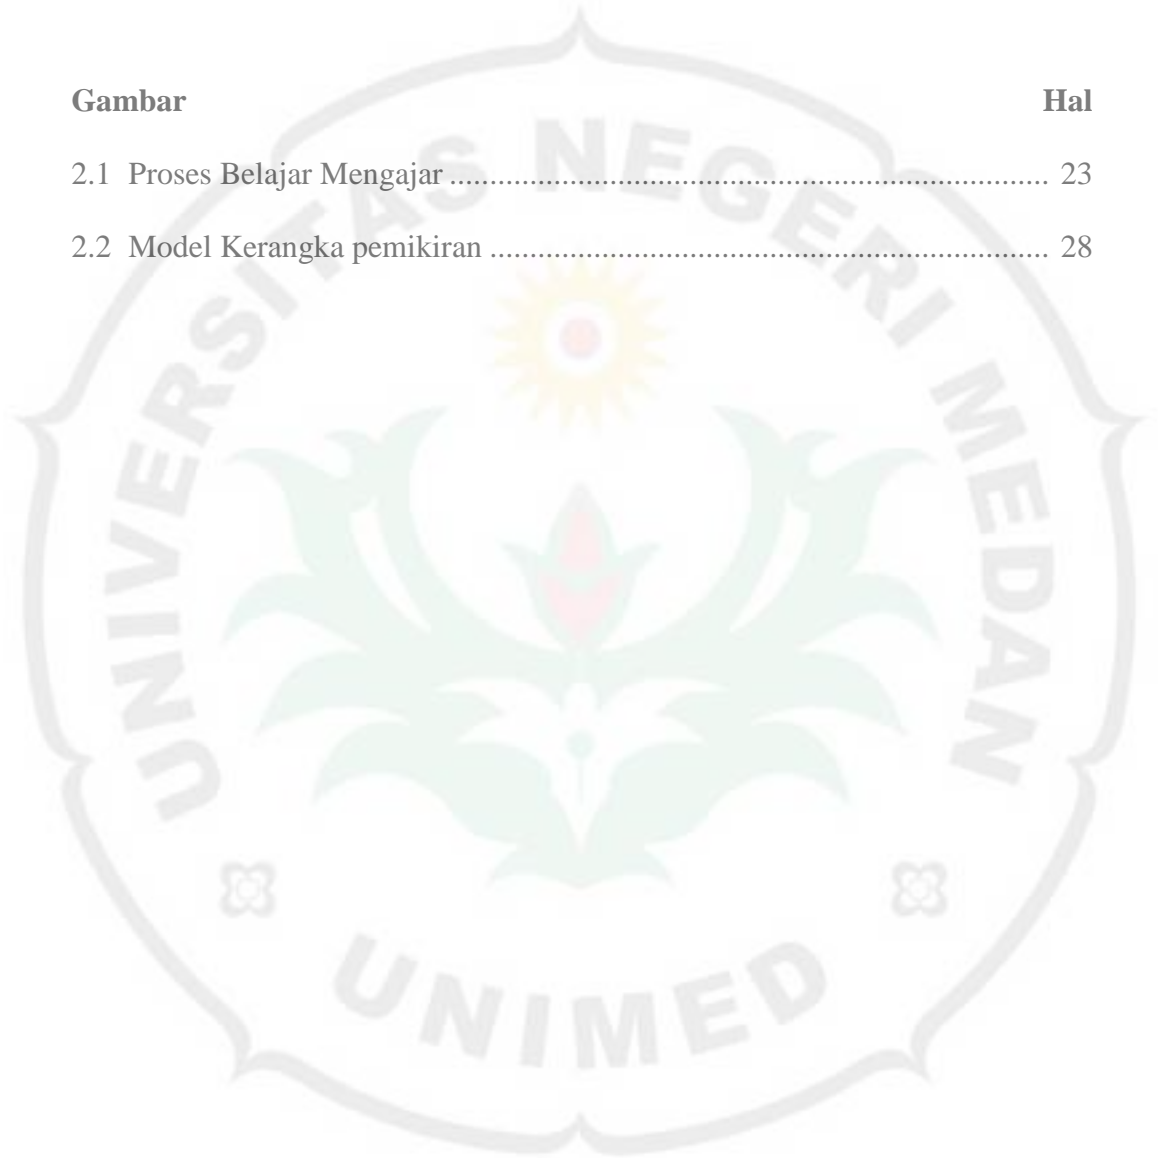 Gambar Hal
2.1 Proses Belajar Mengajar .......................................................................... 23
2.2 Model Kerangka pemikiran ..................................................................... 28
UNIVERSITAS NEGERI MEDAN
UNIMED